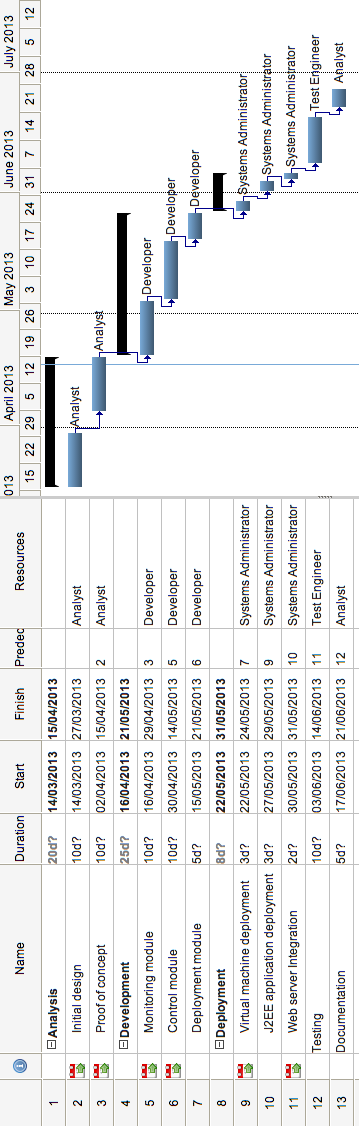 Name Duration Start Finish Predec Resources
1 Analysis 20d? 14/03/2013 15/04/2013
2 Initial design 10d? 14/03/2013 27/03/2013 Analyst
3 Proof of concept 10d? 02/04/2013 15/04/2013 2 Analyst
4 Development 25d? 16/04/2013 21/05/2013
5 Monitoring module 10d? 16/04/2013 29/04/2013 3 Developer
6 Control module 10d? 30/04/2013 14/05/2013 5 Developer
7 Deployment module 5d? 15/05/2013 21/05/2013 6 Developer
8 Deployment 8d? 22/05/2013 31/05/2013
9 Virtual machine deployment 3d? 22/05/2013 24/05/2013 7 Systems Administrator
10 J2EE application deployment 3d? 27/05/2013 29/05/2013 9 Systems Administrator
11 Web server Integration 2d? 30/05/2013 31/05/2013 10 Systems Administrator
12 Testing 10d? 03/06/2013 14/06/2013 11 Test Engineer
13 Documentation 5d? 17/06/2013 21/06/2013 12 Analyst
013 April 2013 May 2013 June 2013 July 2013
15 22 29 5 12 19 26 3 10 17 24 31 7 14 21 28 5 12
Analyst
Analyst
Developer
Developer
Developer
Systems Administrator
Systems Administrator
Systems Administrator
Test Engineer
Analyst